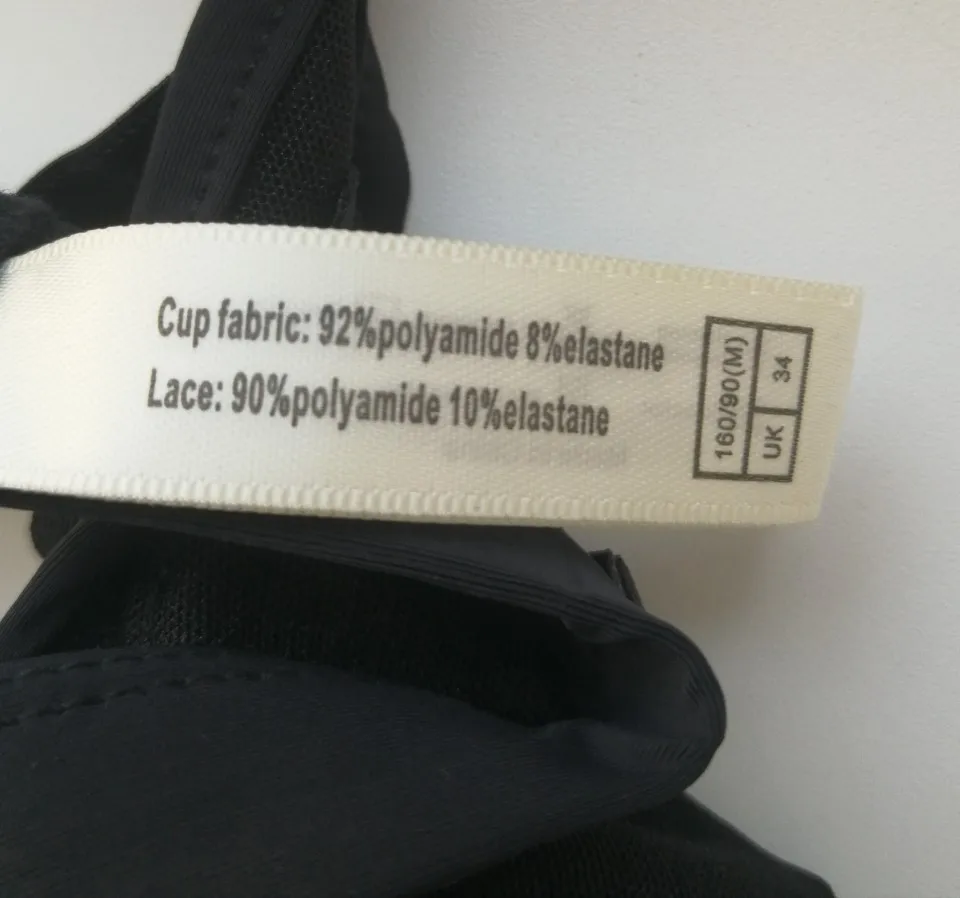 Cup fabric: 92%polyamide 8%elastane
Lace: 90%polyamide 10%elastane
160/90(M)
UK 34